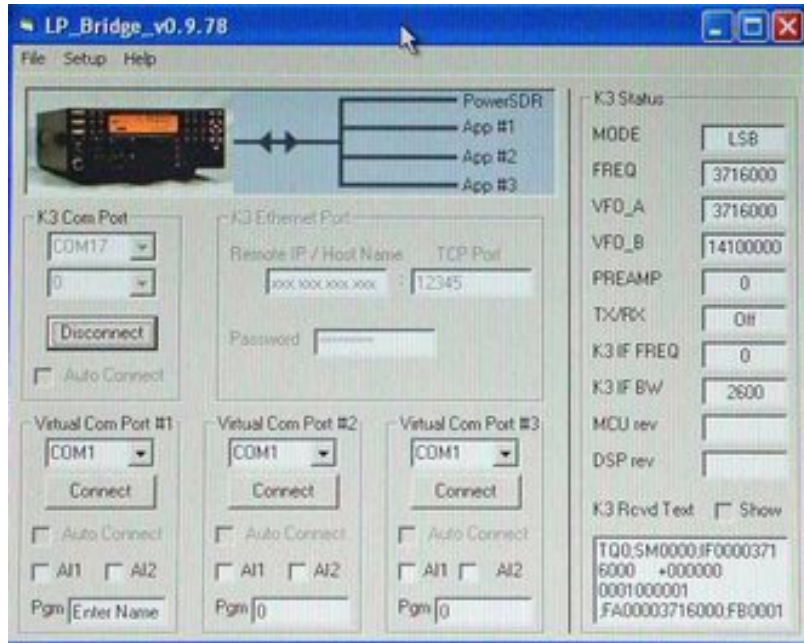 LP_Bridge_v0.9.78
File Setup Help
PowerSDR
App #1
App #2
App #3
K3 Com Port
COM17
0
Disconnect
Auto Connect
K3 Ethernet Port
Remote IP / Host Name TCP Port
xxx.xxx.xxx.xxx : 12345
Password
Virtual Com Port #1
COM1
Connect
Auto Connect
AI1 AI2
Pgm Enter Name
Virtual Com Port #2
COM1
Connect
Auto Connect
AI1 AI2
Pgm 0
Virtual Com Port #3
COM1
Connect
Auto Connect
AI1 AI2
Pgm 0
K3 Status
MODE LSB
FREQ 3716000
VFO_A 3716000
VFO_B 14100000
PREAMP 0
TX/RX Off
K3 IF FREQ 0
K3 IF BW 2600
MCU rev
DSP rev
K3 Rcvd Text Show
TQ0;SM0000;IF0000371
6000 +000000
0001000001
;FA00003716000;FB0001